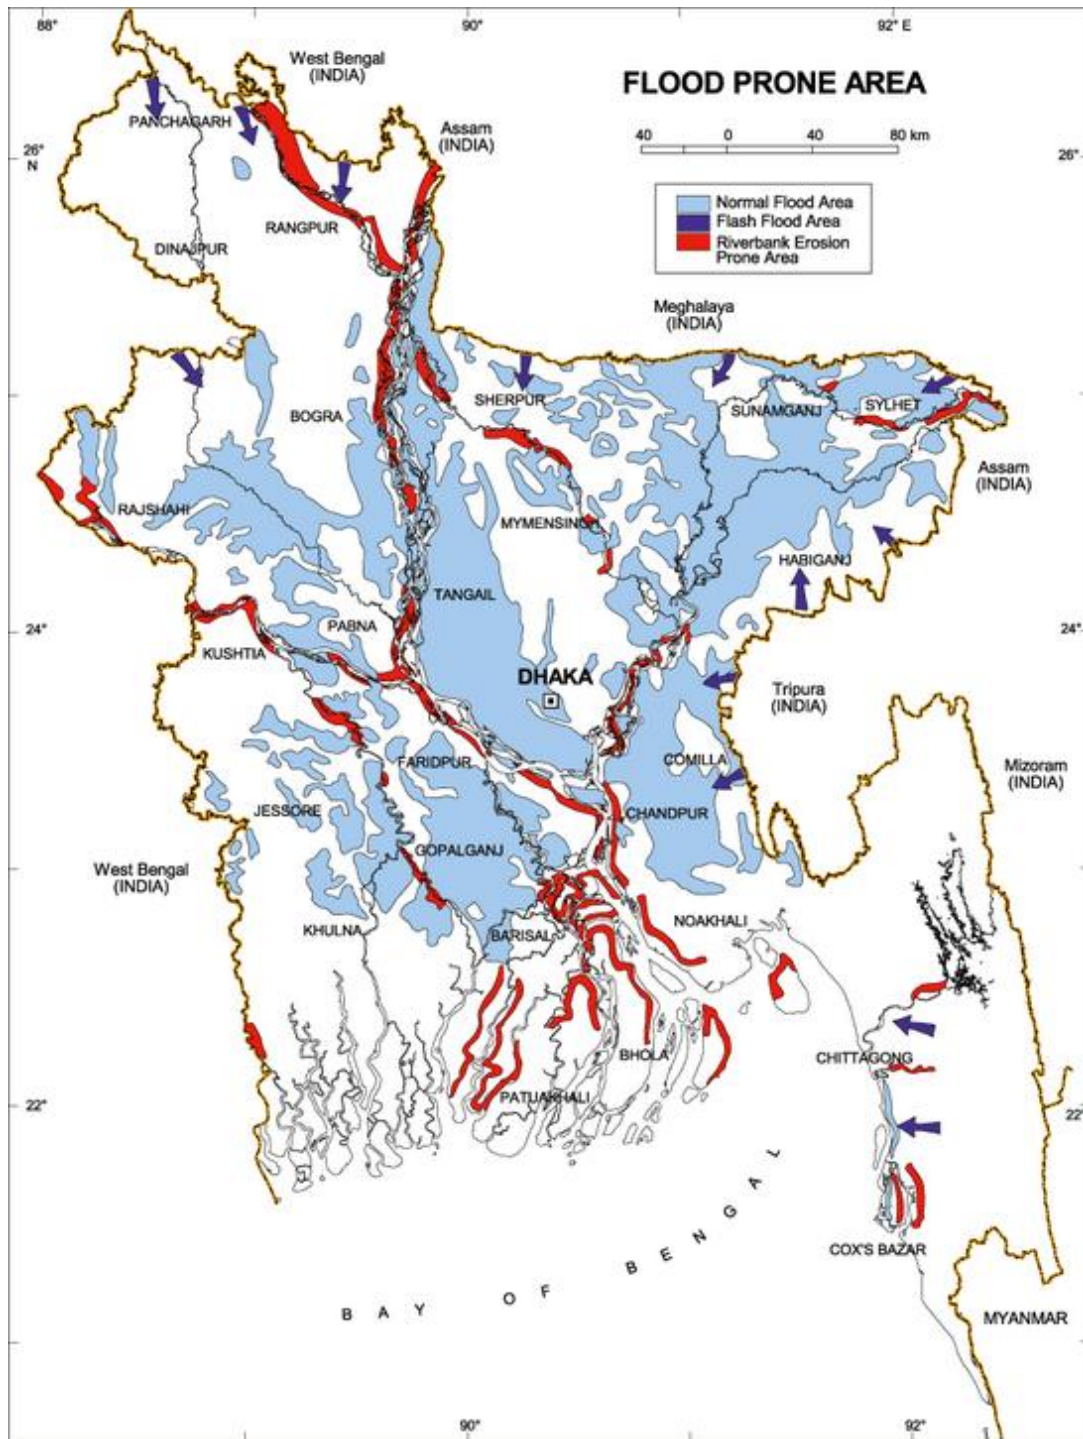 88°
90°
92° E
West Bengal
(INDIA)
FLOOD PRONE AREA
PANCHAGARH
Assam
(INDIA)
40
0
40
80 km
26°
N
26°
Normal Flood Area
Flash Flood Area
Riverbank Erosion
Prone Area
RANGPUR
DINAJPUR
Meghalaya
(INDIA)
BOGRA
SHERPUR
SUNAMGANJ
SYLHET
Assam
(INDIA)
RAJSHAHI
MYMENSINGH
HABIGANJ
TANGAIL
PABNA
24°
24°
KUSHTIA
DHAKA
Tripura
(INDIA)
COMILLA
FARIDPUR
Mizoram
(INDIA)
JESSORE
CHANDPUR
GOPALGANJ
West Bengal
(INDIA)
KHULNA
NOAKHALI
BARISAL
BHOLA
CHITTAGONG
PATUAKHALI
22°
22°
COX'S BAZAR
BAY OF BENGAL
MYANMAR
90°
92°